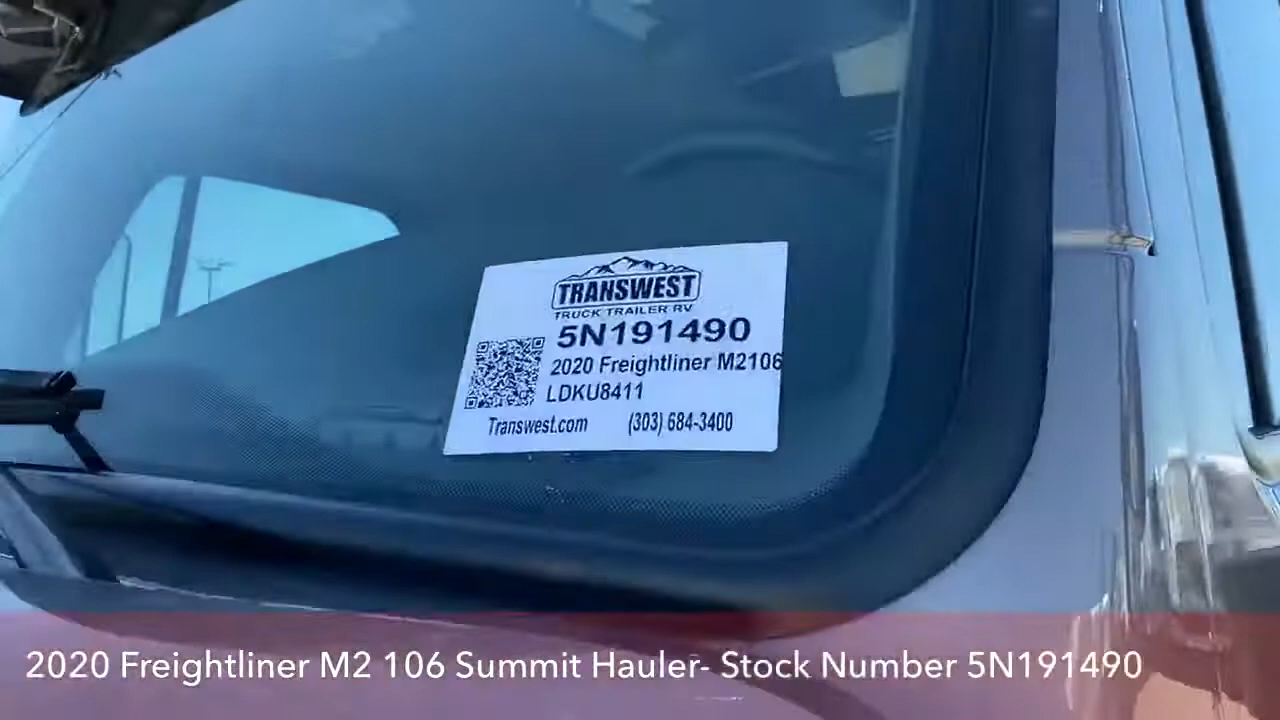 TRANSWEST
TRUCK TRAILER RV
5N191490
2020 Freightliner M2106
LDKU8411
Transwest.com (303) 684-3400
2020 Freightliner M2 106 Summit Hauler- Stock Number 5N191490